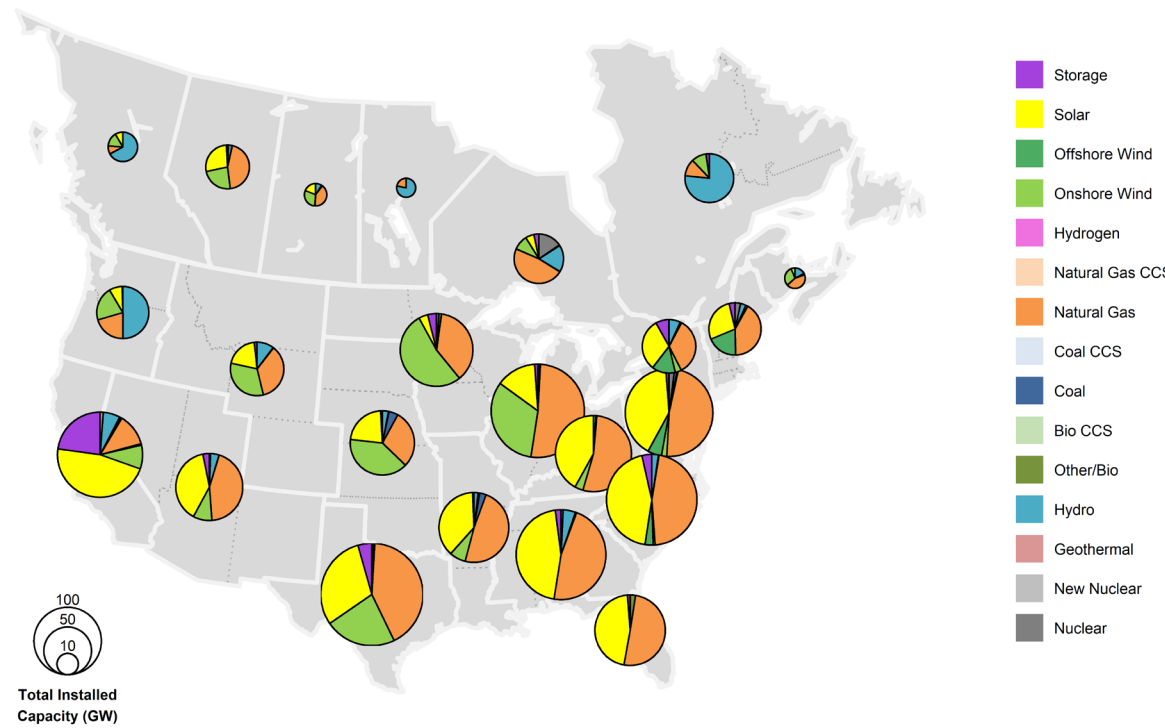 Storage
Solar
Offshore Wind
Onshore Wind
Hydrogen
Natural Gas CCS
Natural Gas
Coal CCS
Coal
Bio CCS
Other/Bio
Hydro
Geothermal
New Nuclear
Nuclear
100
50
10
Total Installed
Capacity (GW)